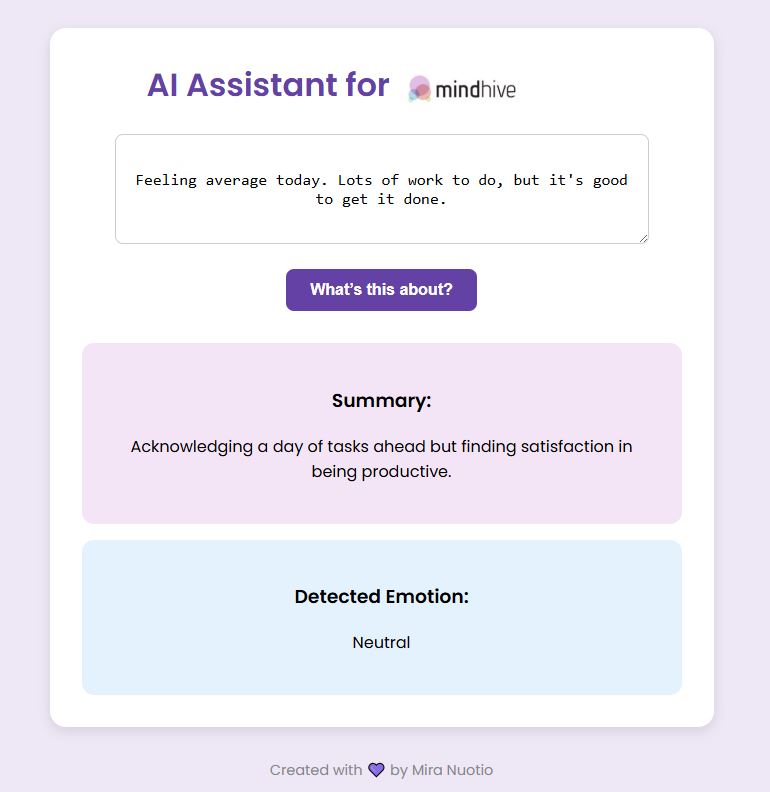 AI Assistant for mindhive
Feeling average today. Lots of work to do, but it's good
to get it done.
What's this about?
Summary:
Acknowledging a day of tasks ahead but finding satisfaction in
being productive.
Detected Emotion:
Neutral
Created with 💜 by Mira Nuotio